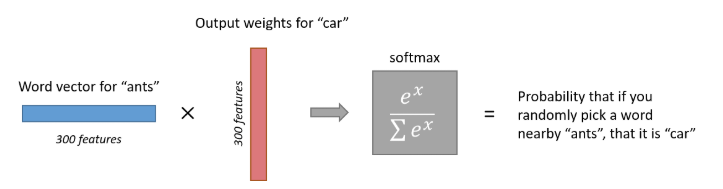 Output weights for “car”
softmax
Word vector for “ants”
300 features
×
300 features
e^x
∑ e^x
=
Probability that if you
randomly pick a word
nearby “ants”, that it is “car”